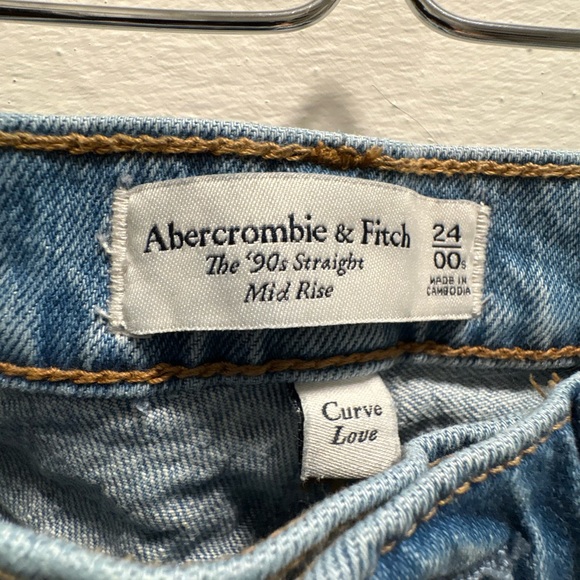 Abercrombie & Fitch
The '90s Straight
Mid Rise
24
00s
MADE IN
CAMBODIA
Curve
Love